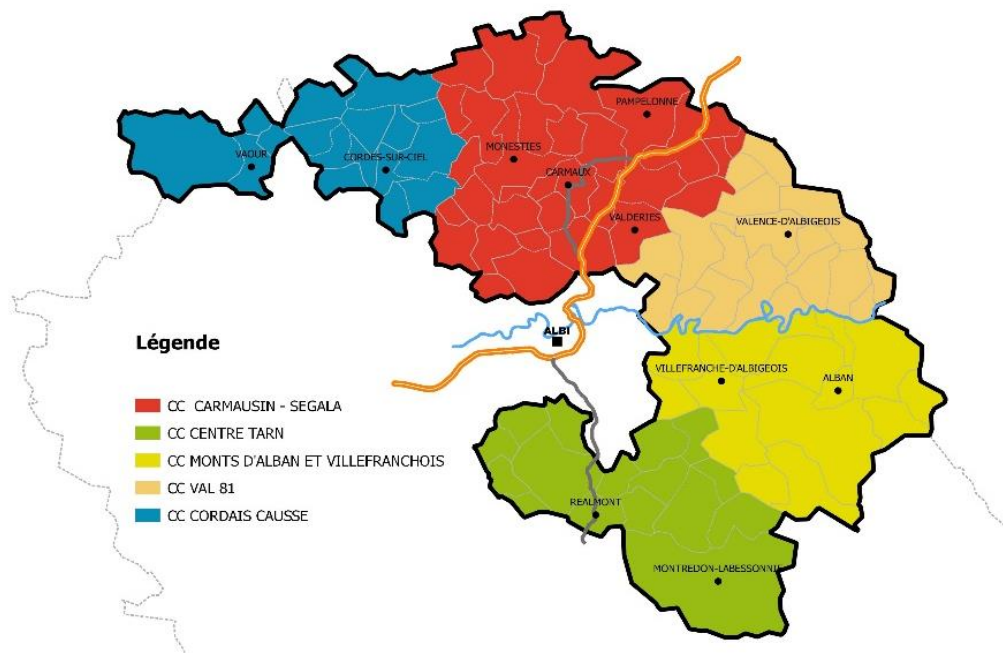 PAMPELONNE
MONESTIES
VAOUR
CORDES-SUR-CIEL
CARMAUX
VALDERIES
VALENCE-D'ALBIGEOIS
ALBI
Légende
VILLEFRANCHE-D'ALBIGEOIS
ALBAN
CC CARMAUSIN - SEGALA
CC CENTRE TARN
CC MONTS D'ALBAN ET VILLEFRANCHOIS
CC VAL 81
CC CORDAIS CAUSSE
REALMONT
MONTREDON-LABESSONNIE